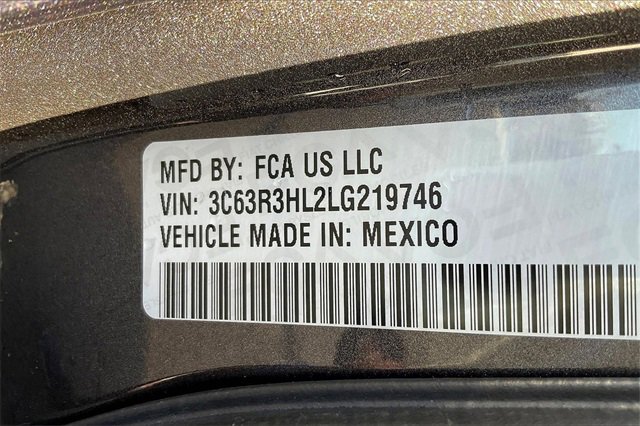 MFD BY: FCA US LLC
VIN: 3C63R3HL2LG219746
VEHICLE MADE IN: MEXICO